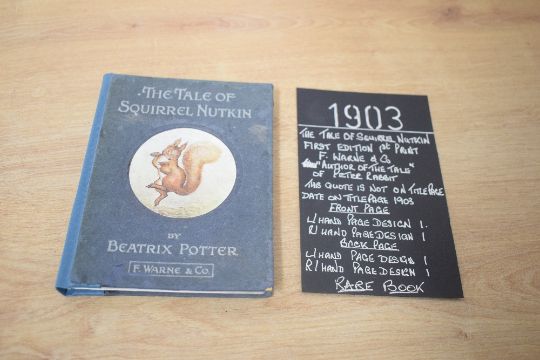 THE TALE OF
SQUIRREL NUTKIN
BY
BEATRIX POTTER
F. WARNE & Co.
1903
THE TALE OF SQUIRREL NUTKIN
FIRST EDITION 1st PRINT
F. WARNE & Co
"AUTHOR OF THE TALE"
OF PETER RABBIT
THIS QUOTE IS NOT ON TITLE PAGE
DATE ON TITLE PAGE 1903
FRONT PAGE
L/HAND PAGE DESIGN 1.
R/HAND PAGE DESIGN 1
BACK PAGE
L/HAND PAGE DESIGN 1
R/HAND PAGE DESIGN 1
RARE BOOK